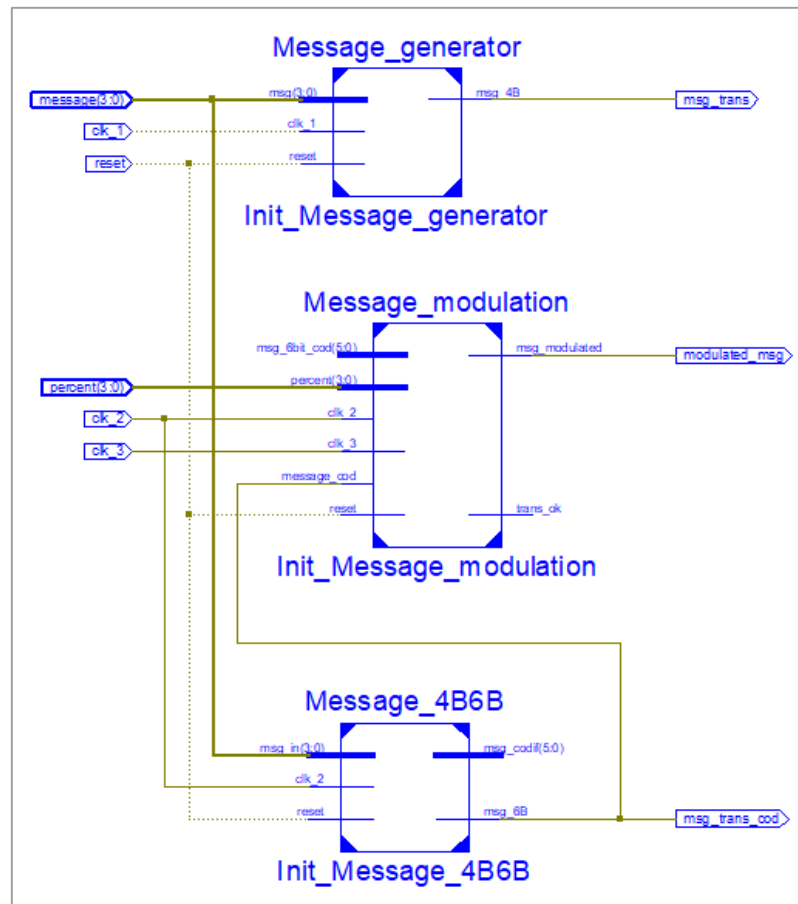 Message_generator
msg(3:0) msg_4B
message(3:0) msg_trans
clk_1 clk_1
reset reset
Init_Message_generator
Message_modulation
msg_6bit_cod(5:0) msg_modulated modulated_msg
percent(3:0) percent(3:0)
clk_2 clk_2
clk_3 clk_3
message_cod
reset trans_ok
Init_Message_modulation
Message_4B6B
msg_in(3:0) msg_codif(5:0)
clk_2
reset msg_6B msg_trans_cod
Init_Message_4B6B